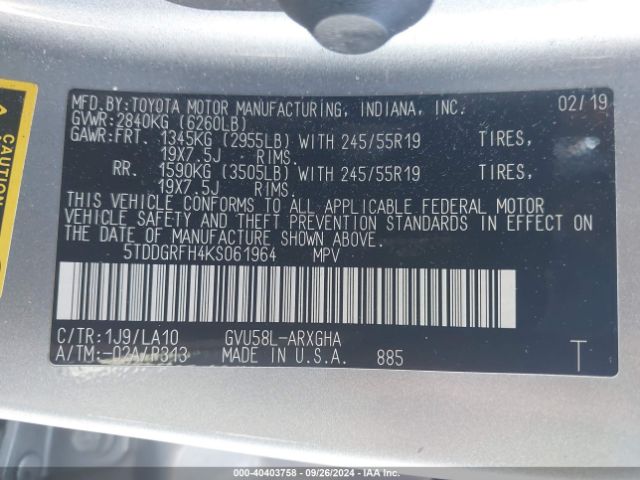 MFD.BY:TOYOTA MOTOR MANUFACTURING, INDIANA, INC. 02/19
GVWR:2840KG (6260LB)
GAWR:FRT. 1345KG (2955LB) WITH 245/55R19 TIRES,
19X7.5J RIMS.
RR. 1590KG (3505LB) WITH 245/55R19 TIRES,
19X7.5J RIMS.
THIS VEHICLE CONFORMS TO ALL APPLICABLE FEDERAL MOTOR
VEHICLE SAFETY AND THEFT PREVENTION STANDARDS IN EFFECT ON
THE DATE OF MANUFACTURE SHOWN ABOVE.
5TDDGRFH4KS061964 MPV
C/TR:1J9/LA10 GVU58L-ARXGHA
A/TM:-02A/P313 MADE IN U.S.A. 885 T
CAUTION
000-40403758 - 09/26/2024 - IAA Inc.